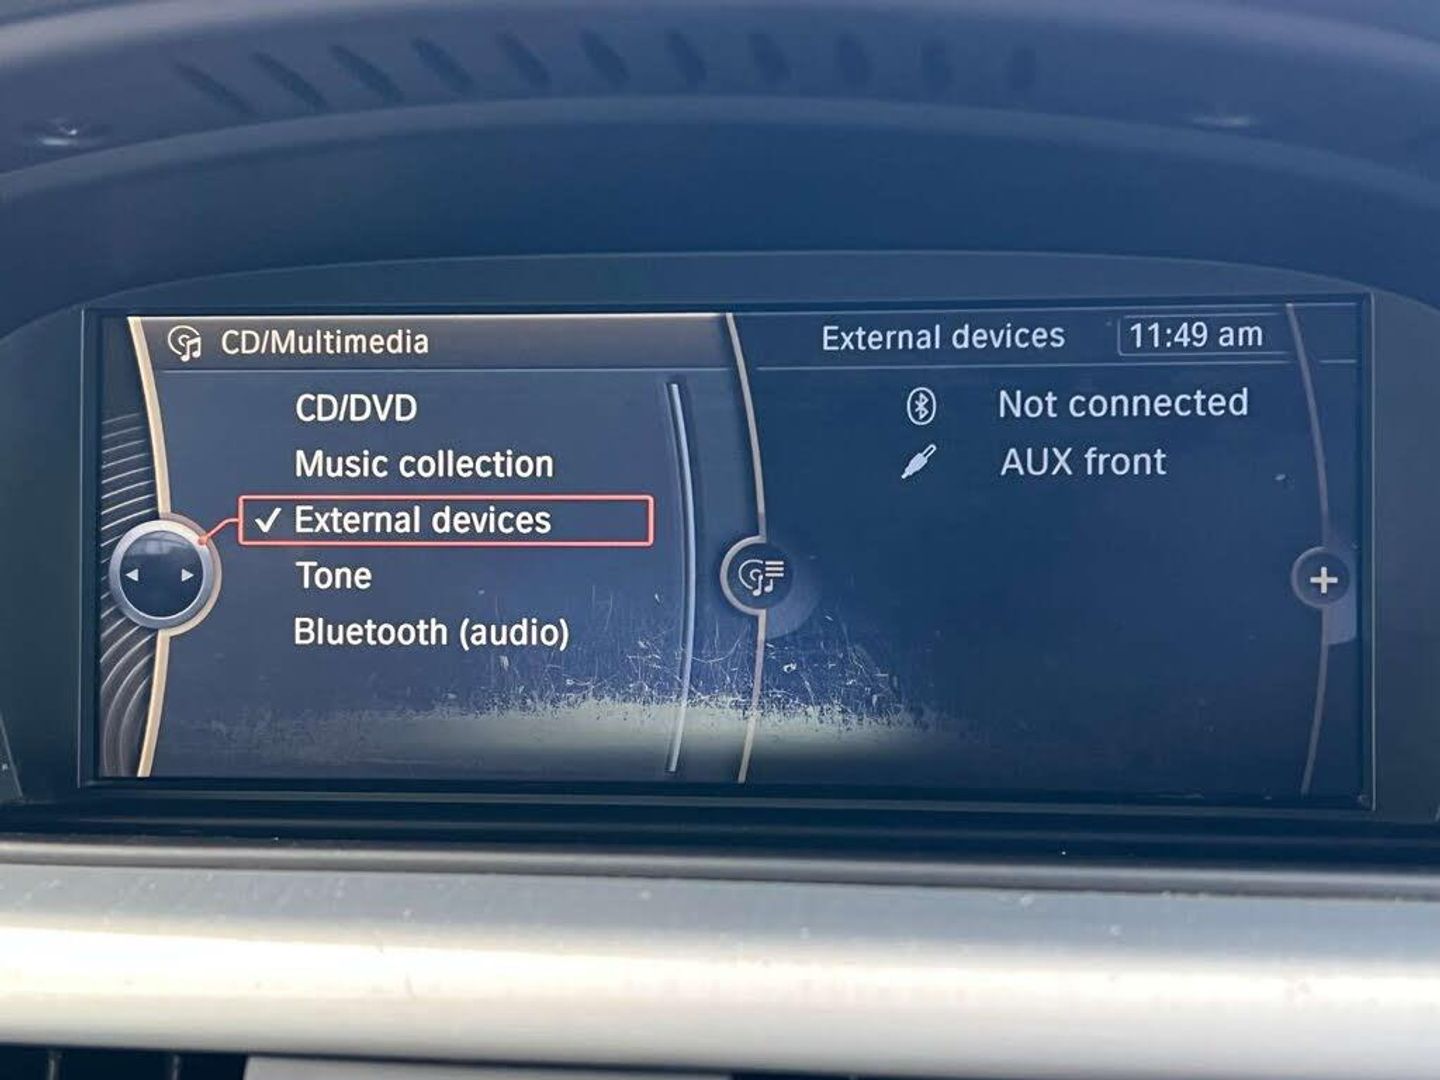 CD/Multimedia
CD/DVD
Music collection
External devices
Tone
Bluetooth (audio)
External devices
11:49 am
Not connected
AUX front